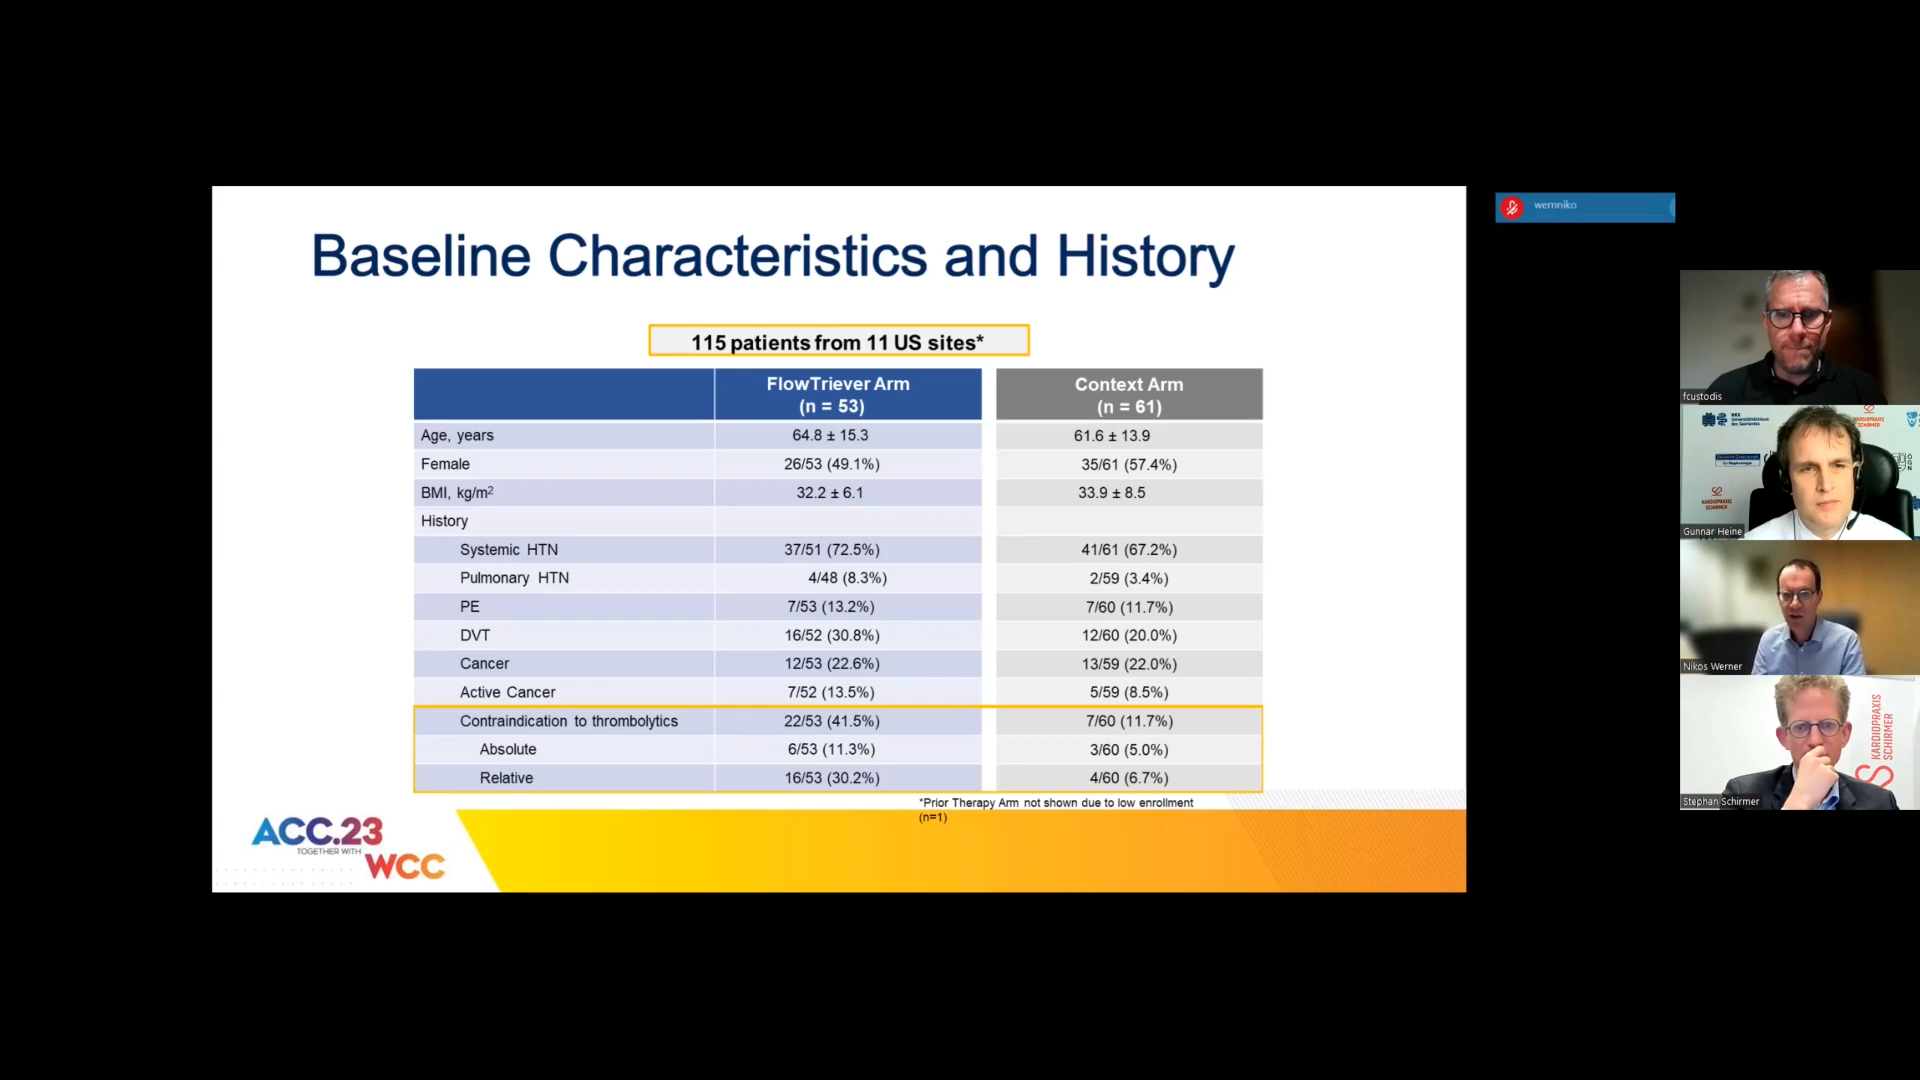 Baseline Characteristics and History
115 patients from 11 US sites*
FlowTriever Arm
(n = 53)
Context Arm
(n = 61)
Age, years 64.8 ± 15.3 61.6 ± 13.9
Female 26/53 (49.1%) 35/61 (57.4%)
BMI, kg/m² 32.2 ± 6.1 33.9 ± 8.5
History
Systemic HTN 37/51 (72.5%) 41/61 (67.2%)
Pulmonary HTN 4/48 (8.3%) 2/59 (3.4%)
PE 7/53 (13.2%) 7/60 (11.7%)
DVT 16/52 (30.8%) 12/60 (20.0%)
Cancer 12/53 (22.6%) 13/59 (22.0%)
Active Cancer 7/52 (13.5%) 5/59 (8.5%)
Contraindication to thrombolytics 22/53 (41.5%) 7/60 (11.7%)
Absolute 6/53 (11.3%) 3/60 (5.0%)
Relative 16/53 (30.2%) 4/60 (6.7%)
*Prior Therapy Arm not shown due to low enrollment
(n=1)
ACC.23
TOGETHER WITH
WCC
wernniko
fcustodis
KARDIOPRAXIS
SCHIRMER
Gunnar Heine
Nikos Werner
KARDIOPRAXIS
SCHIRMER
Stephan Schirmer